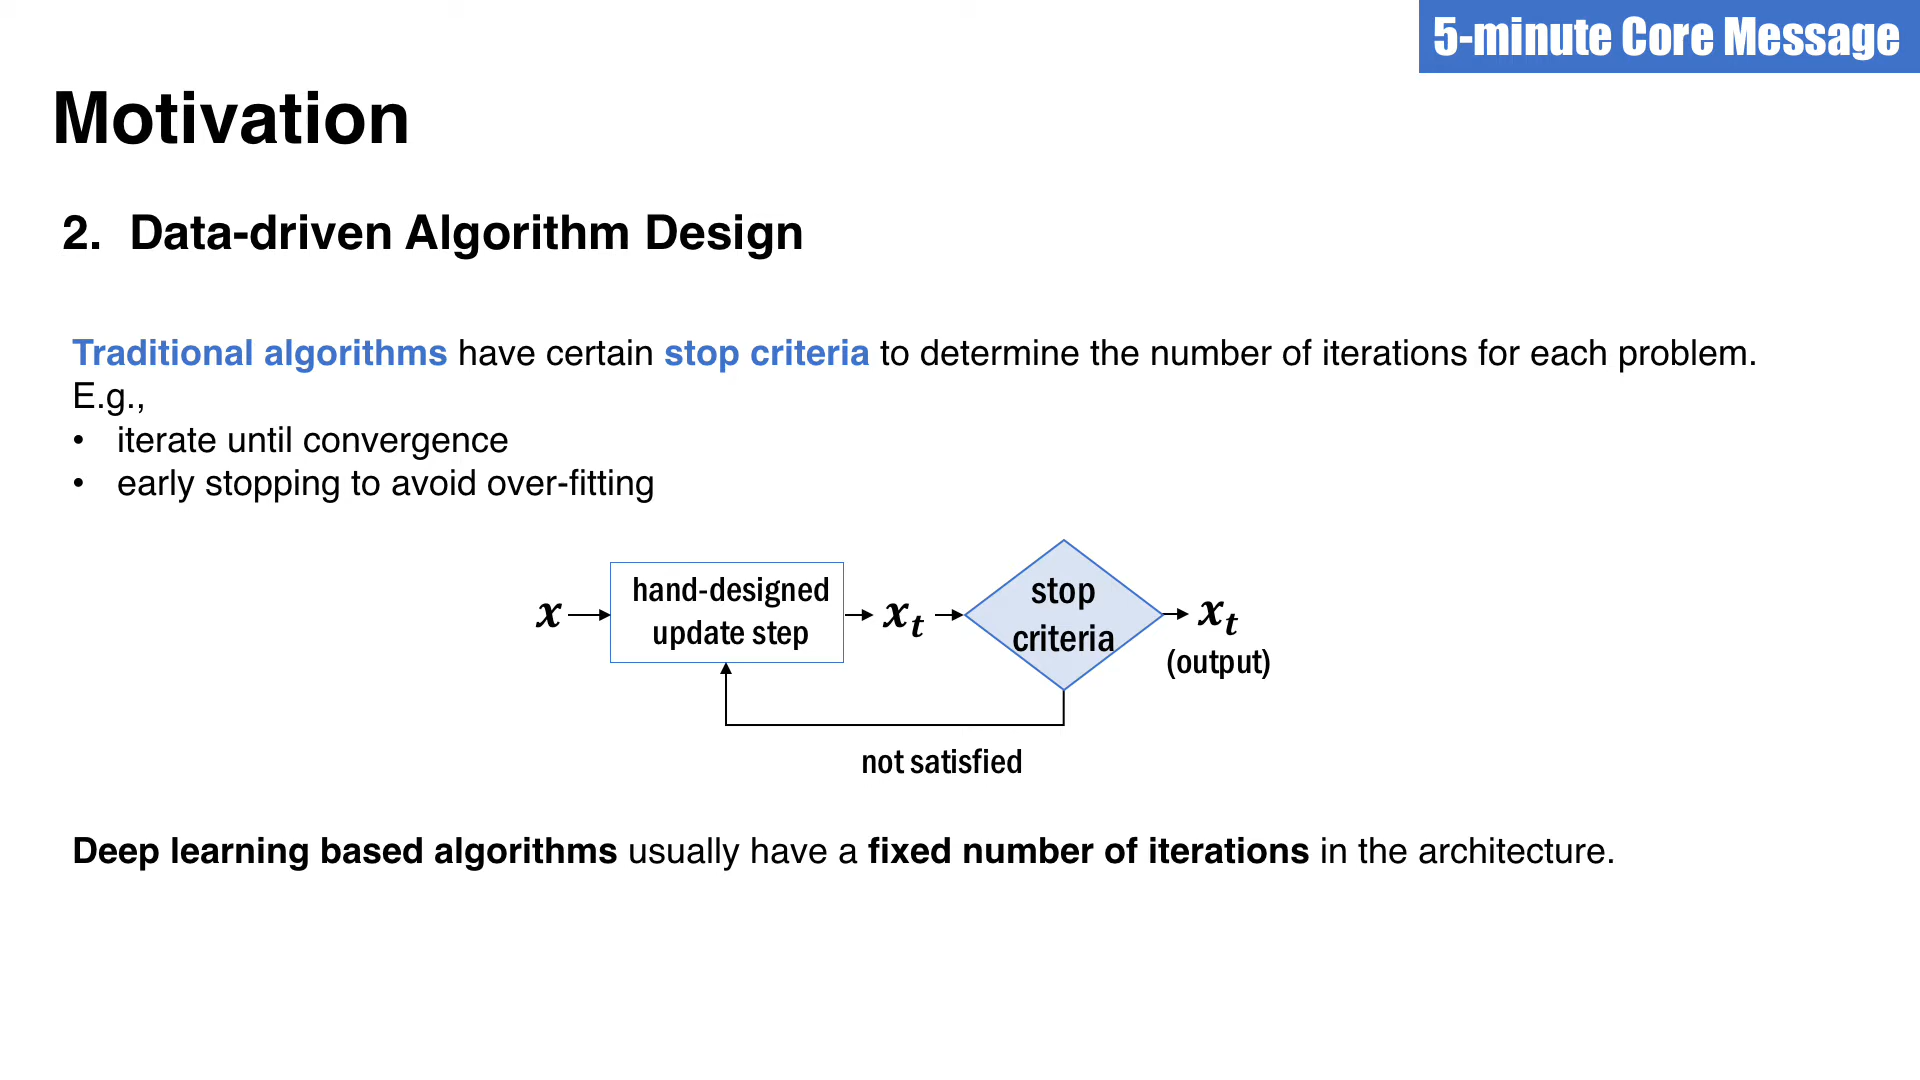 5-minute Core Message
Motivation
2. Data-driven Algorithm Design
Traditional algorithms have certain stop criteria to determine the number of iterations for each problem.
E.g.,
• iterate until convergence
• early stopping to avoid over-fitting
x
hand-designed
update step
x_t
stop
criteria
x_t
(output)
not satisfied
Deep learning based algorithms usually have a fixed number of iterations in the architecture.